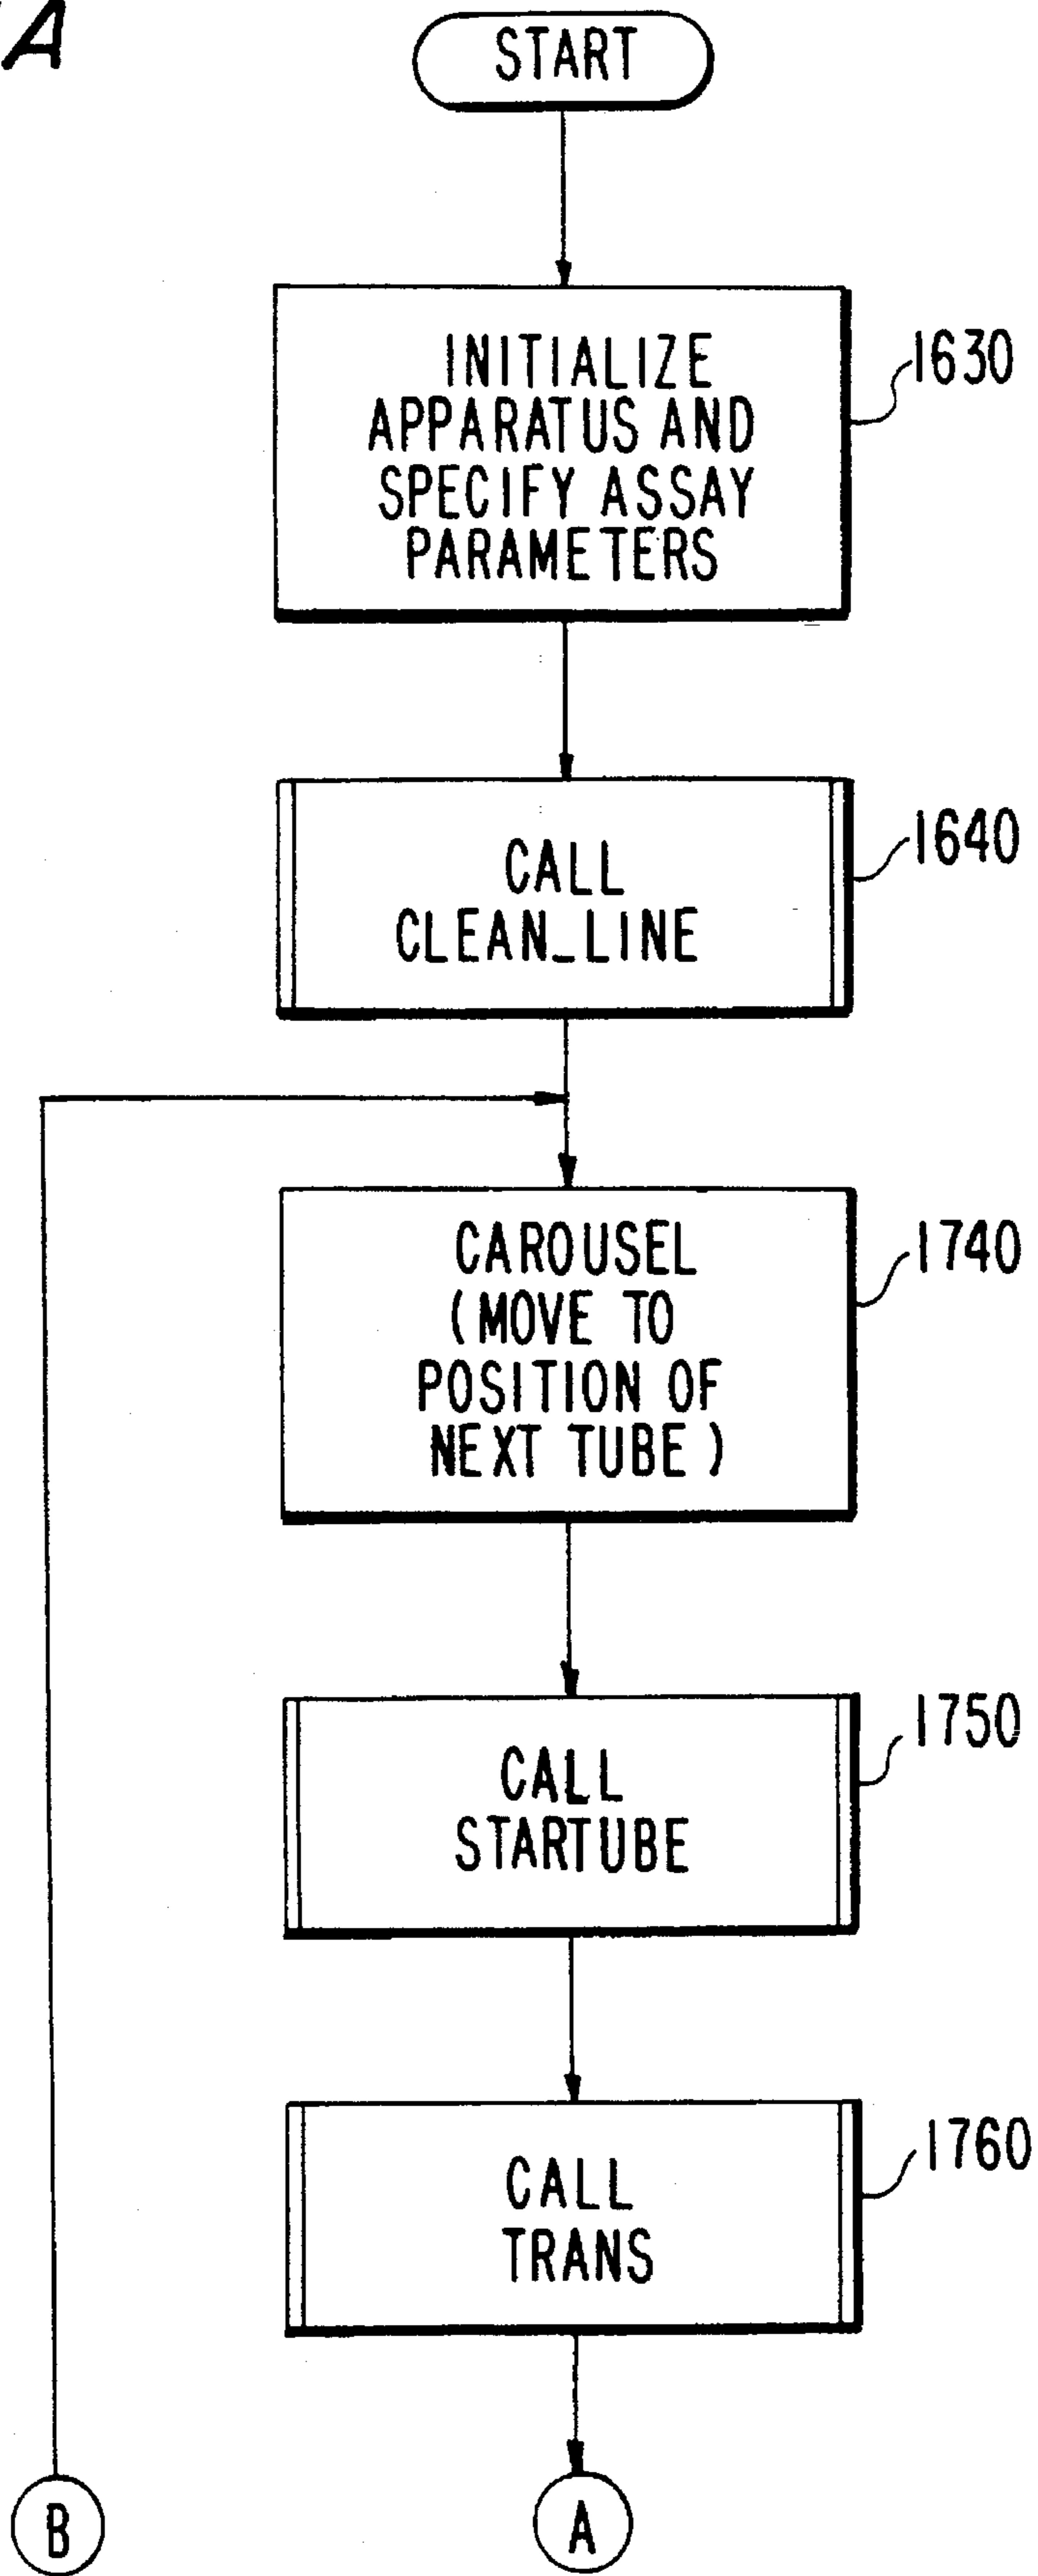 A
START
INITIALIZE
APPARATUS AND
SPECIFY ASSAY
PARAMETERS
1630
CALL
CLEAN_LINE
1640
CAROUSEL
(MOVE TO
POSITION OF
NEXT TUBE)
1740
CALL
STARTUBE
1750
CALL
TRANS
1760
B
A